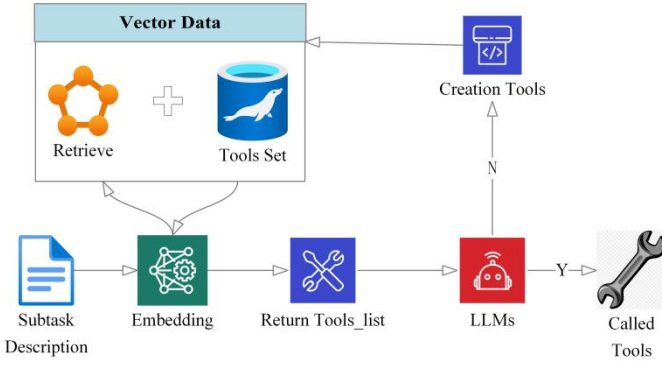 Vector Data
Retrieve
Tools Set
Creation Tools
N
Y
Subtask
Description
Embedding
Return Tools_list
LLMs
Called
Tools